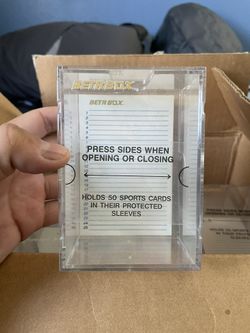 BETR BOX
BETR BOX
PRESS SIDES WHEN
OPENING OR CLOSING
HOLDS 50 SPORTS CARDS
IN THEIR PROTECTED
SLEEVES